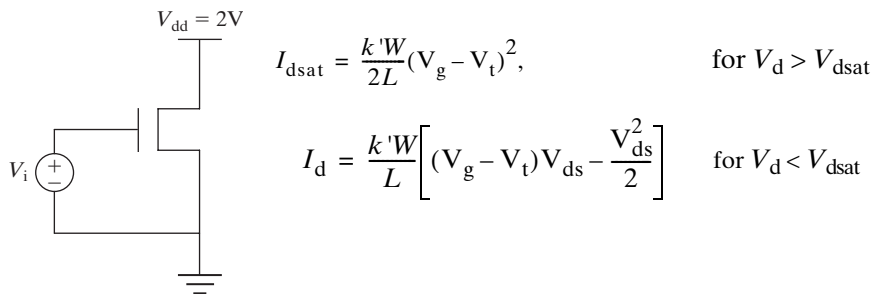 V_dd = 2V
I_dsat = k'W/2L (V_g – V_t)^2, for V_d > V_dsat
I_d = k'W/L [(V_g – V_t)V_ds – V_ds^2/2] for V_d < V_dsat
V_i + –